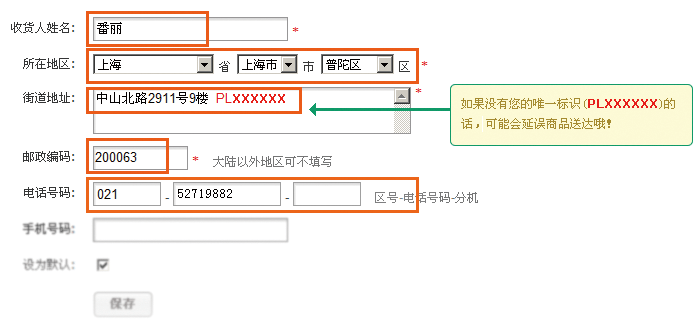 收货人姓名: 番丽 *
所在地区: 上海 省 上海市 市 普陀区 区 *
街道地址: 中山北路2911号9楼 PLXXXXXX *
如果没有您的唯一标识(PLXXXXXX)的
话，可能会延误商品送达哦!
邮政编码: 200063 * 大陆以外地区可不填写
电话号码: 021 - 52719882 - 区号-电话号码-分机
手机号码:
设为默认:
保存